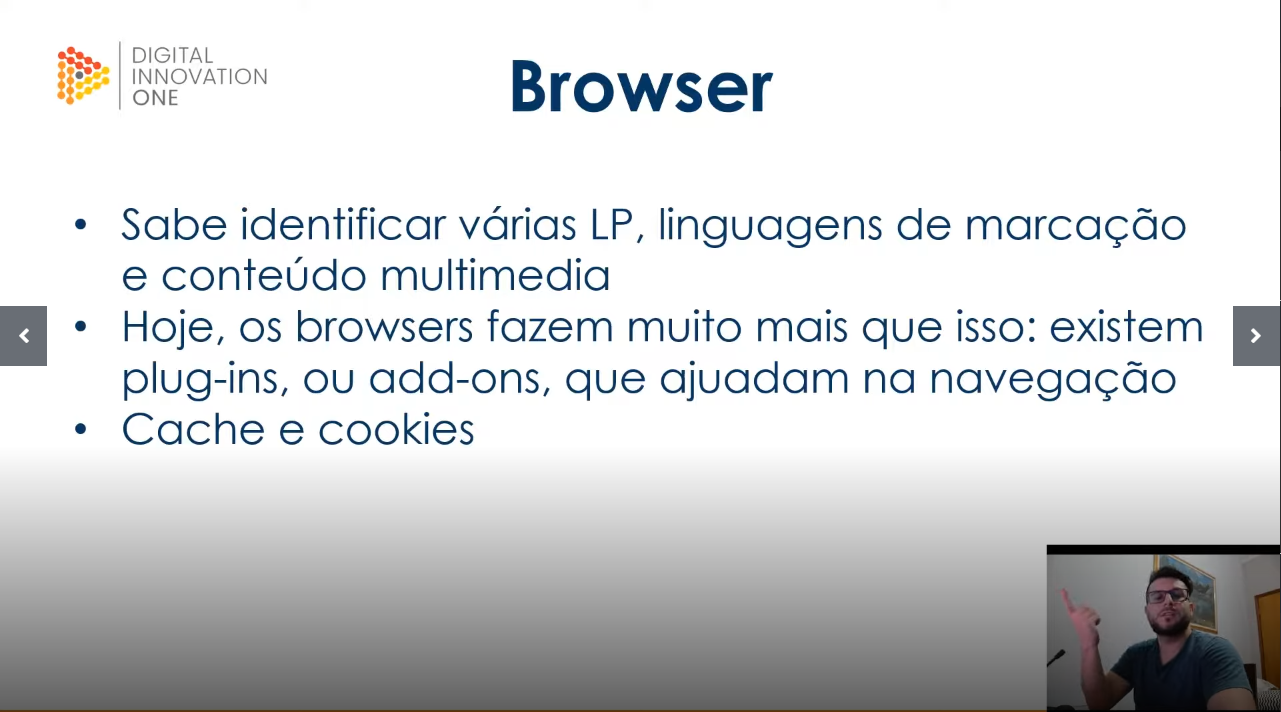 DIGITAL
INNOVATION
ONE
Browser
• Sabe identificar várias LP, linguagens de marcação
e conteúdo multimedia
• Hoje, os browsers fazem muito mais que isso: existem
plug-ins, ou add-ons, que ajuadam na navegação
• Cache e cookies